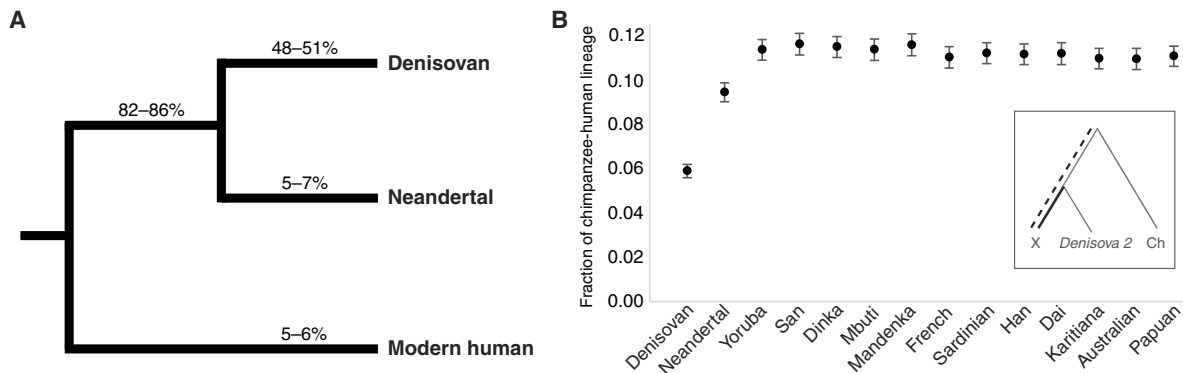 A
48–51%
Denisovan
82–86%
5–7%
Neandertal
5–6%
Modern human
B
Fraction of chimpanzee-human lineage
0.12
0.10
0.08
0.06
0.04
0.02
0.00
X
Denisova 2
Ch
Denisovan
Neandertal
Yoruba
San
Dinka
Mbuti
Mandenka
French
Sardinian
Han
Dai
Karitiana
Australian
Papuan